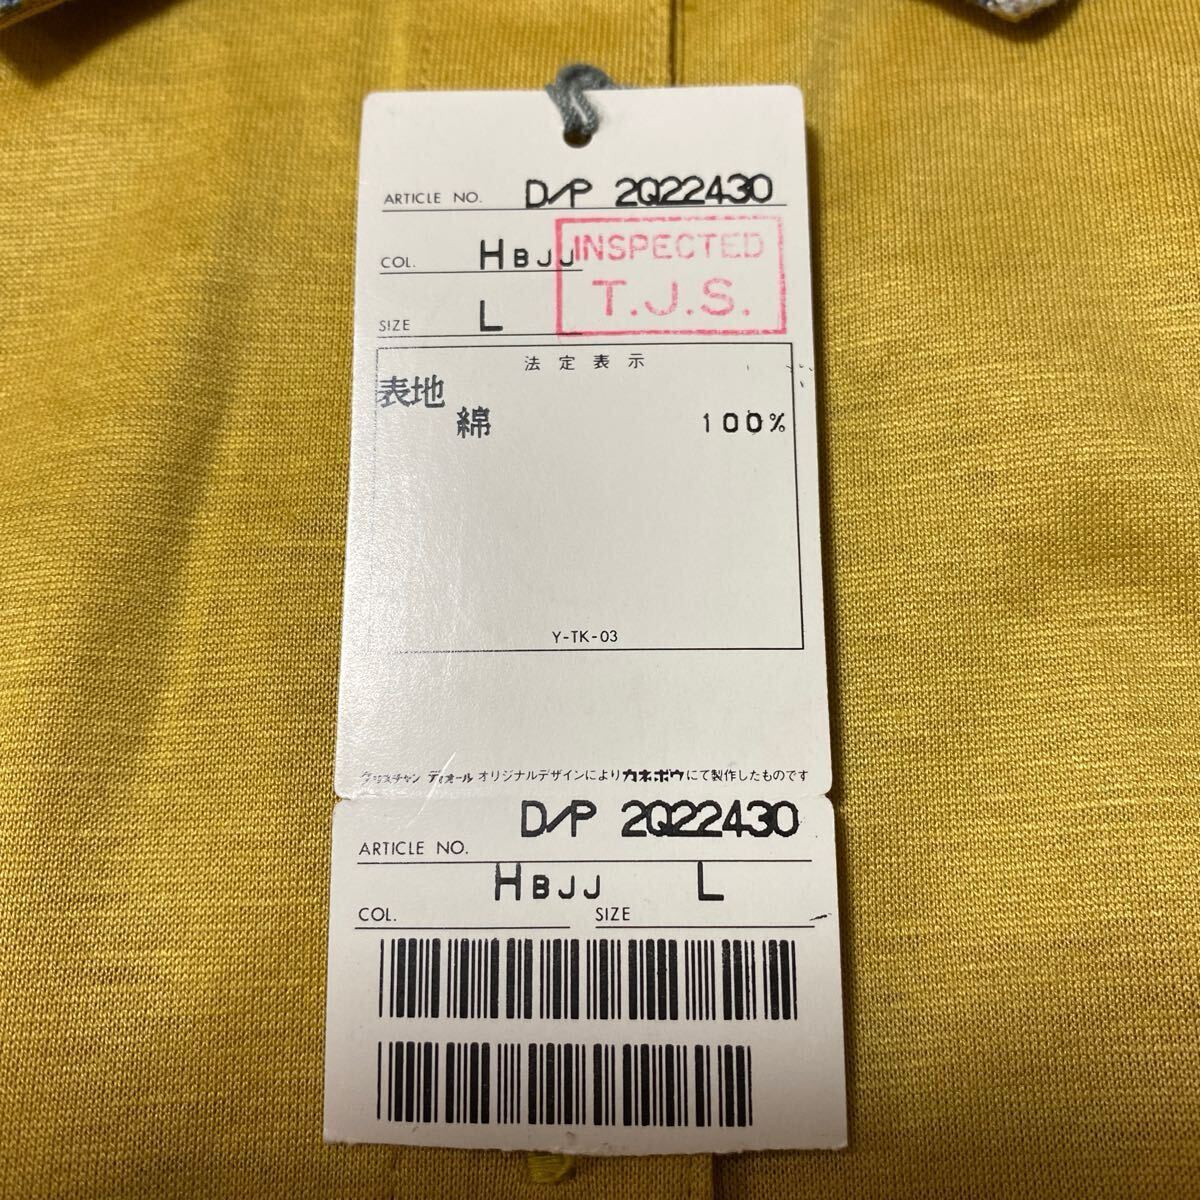 ARTICLE NO. D/P 2Q22430
COL. HBJJ
INSPECTED
T.J.S.
SIZE L
法定表示
表地
綿 100%
Y-TK-03
クリスチャン ディオール オリジナルデザインにより カネボウ にて製作したものです
D/P 2Q22430
ARTICLE NO.
HBJJ L
COL. SIZE